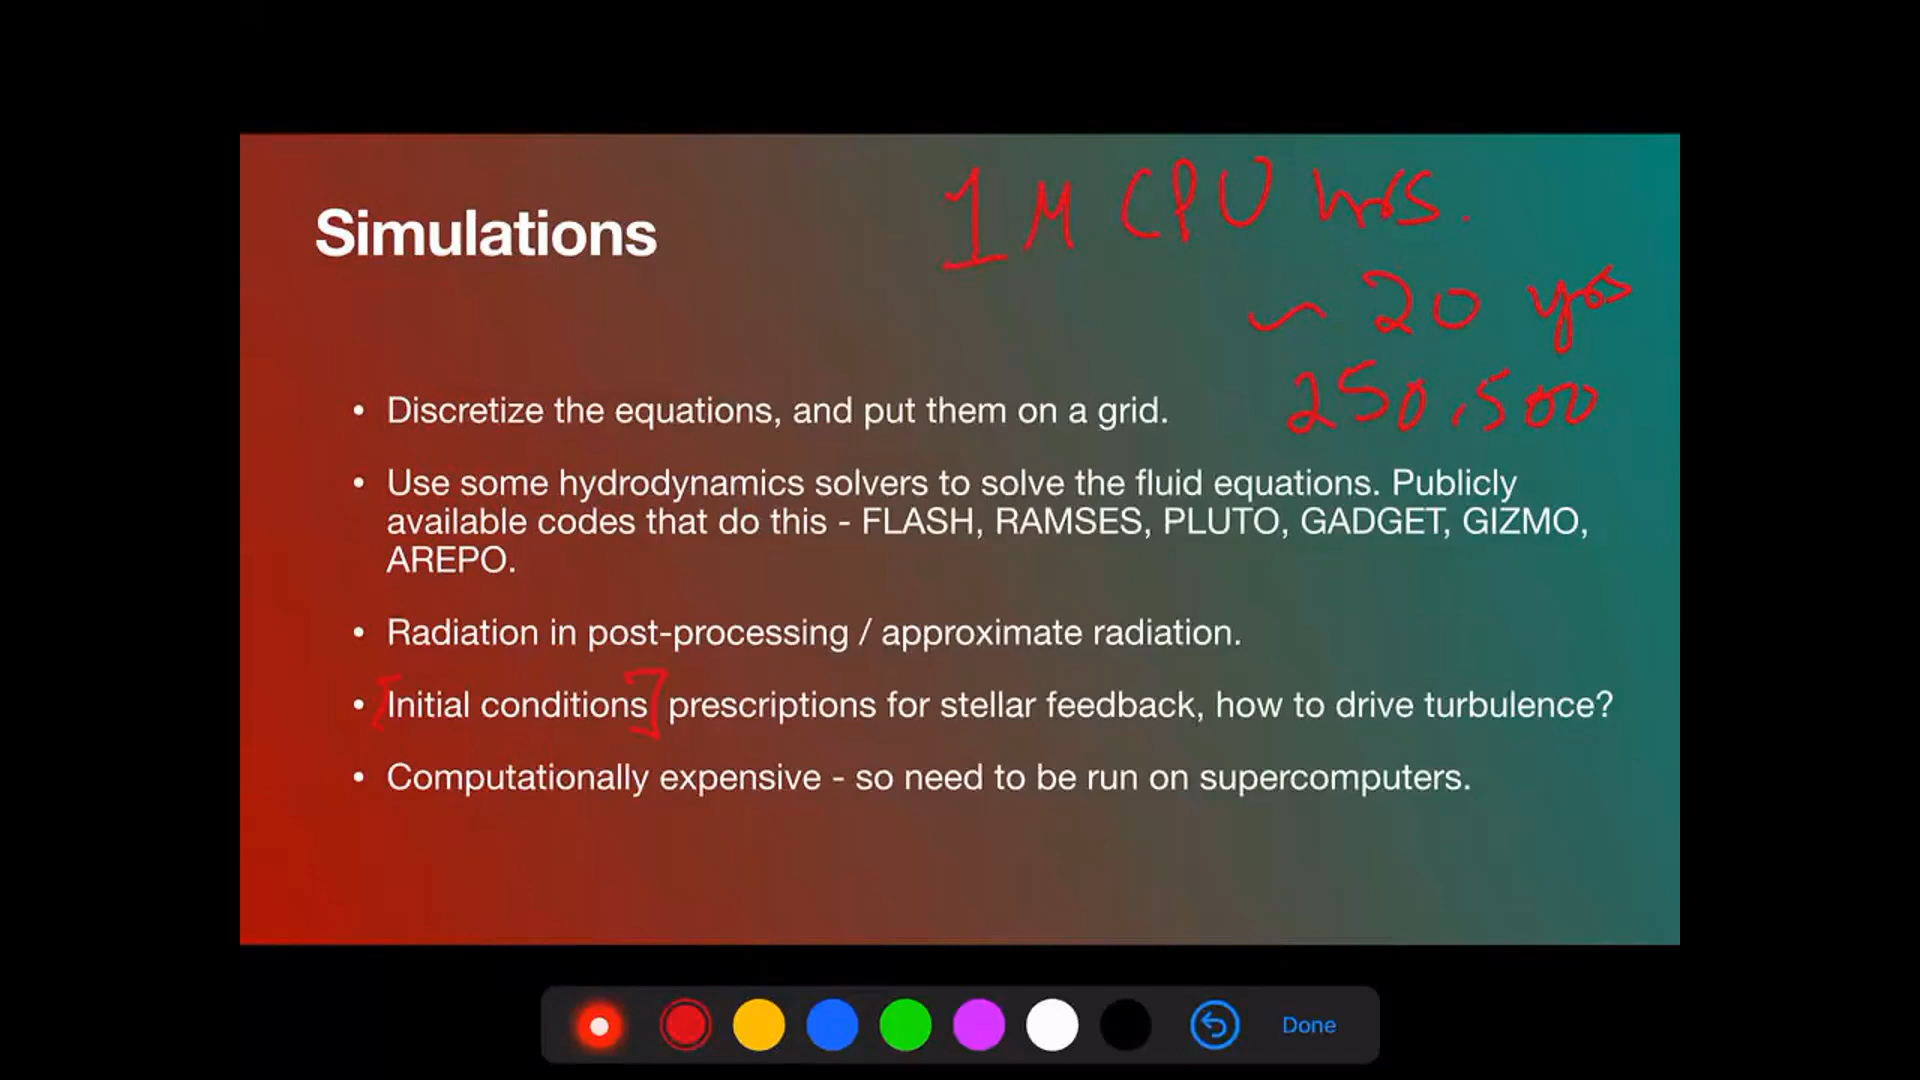 1 M CPU hrs.
Simulations
~ 20 yrs
250, 500
• Discretize the equations, and put them on a grid.
• Use some hydrodynamics solvers to solve the fluid equations. Publicly
available codes that do this - FLASH, RAMSES, PLUTO, GADGET, GIZMO,
AREPO.
• Radiation in post-processing / approximate radiation.
• [Initial conditions] prescriptions for stellar feedback, how to drive turbulence?
• Computationally expensive - so need to be run on supercomputers.
Done